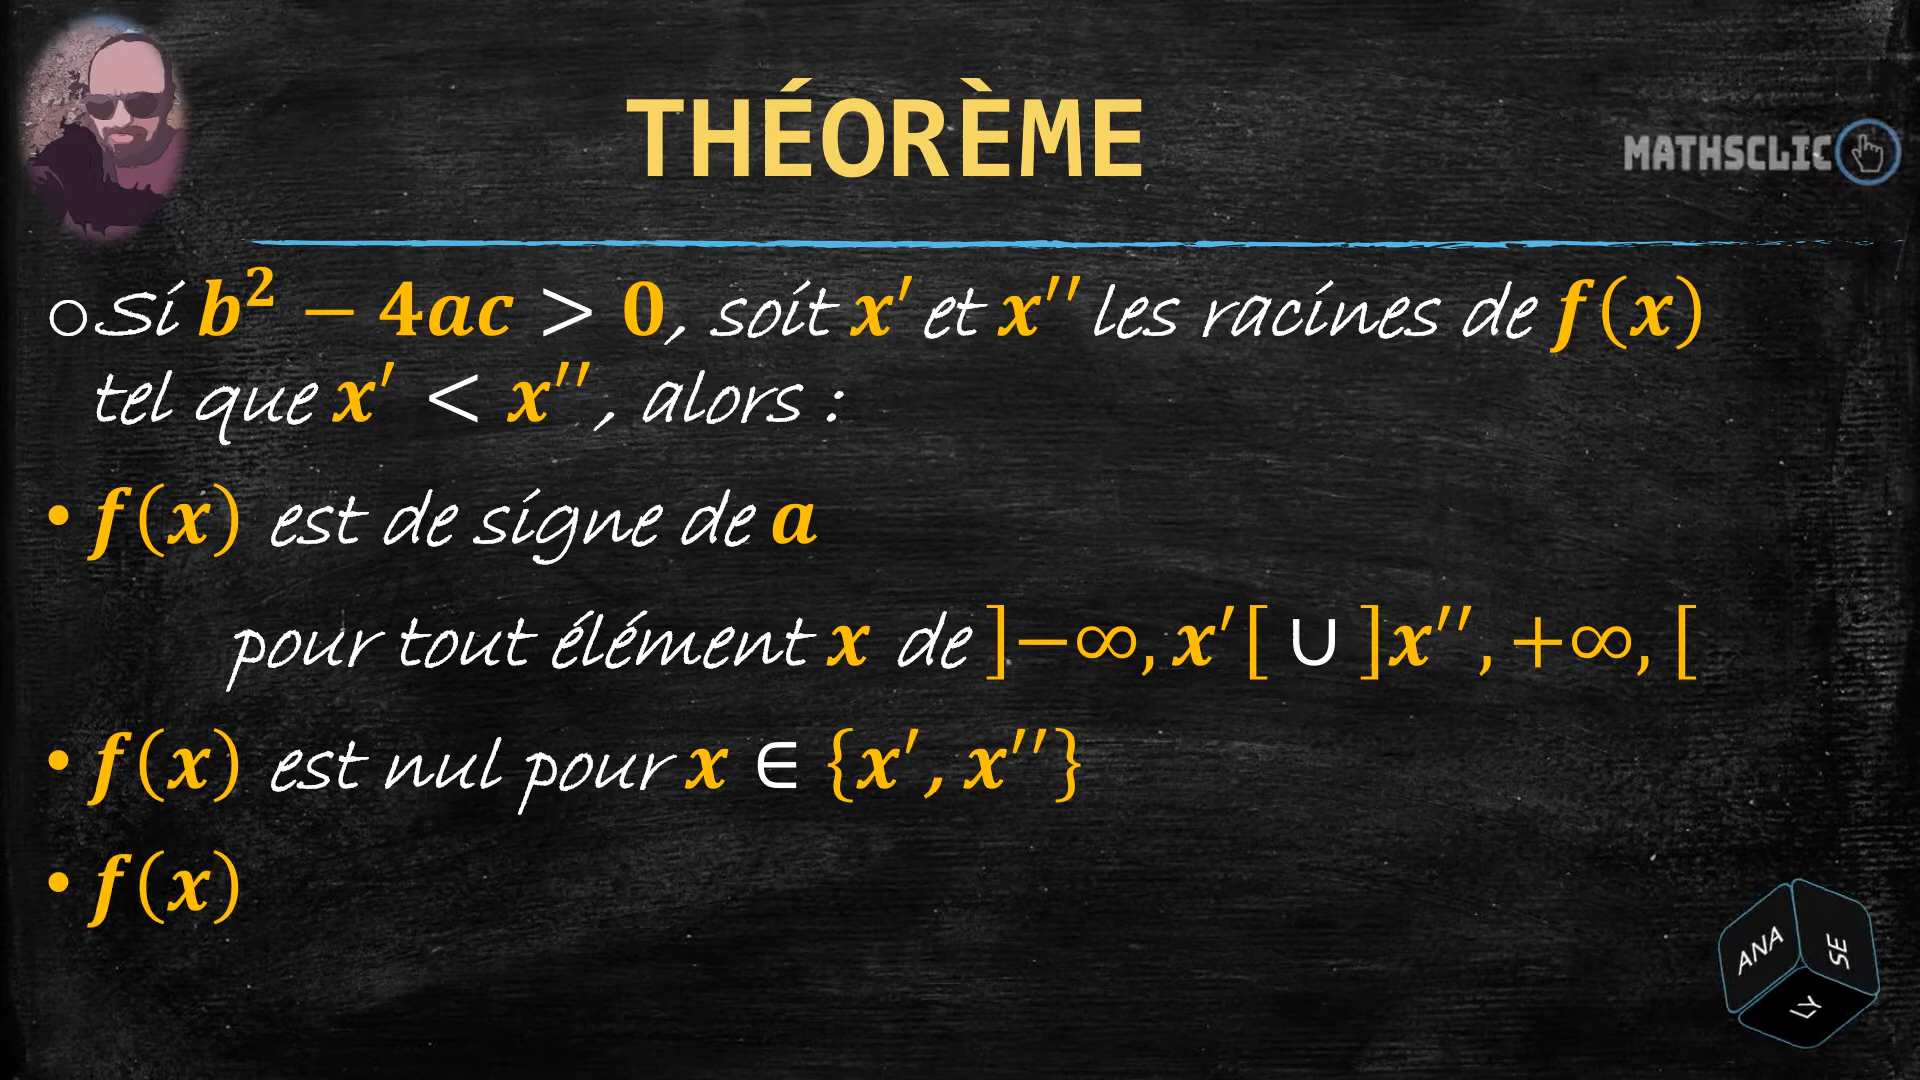 THÉORÈME
MATHSCLIC
○ Si b² − 4ac > 0, soit x′ et x′′ les racines de f(x)
tel que x′ < x′′, alors :
• f(x) est de signe de a
pour tout élément x de ]−∞, x′[ ∪ ]x′′, +∞, [
• f(x) est nul pour x ∈ {x′, x′′}
• f(x)
ANA
LY
SE